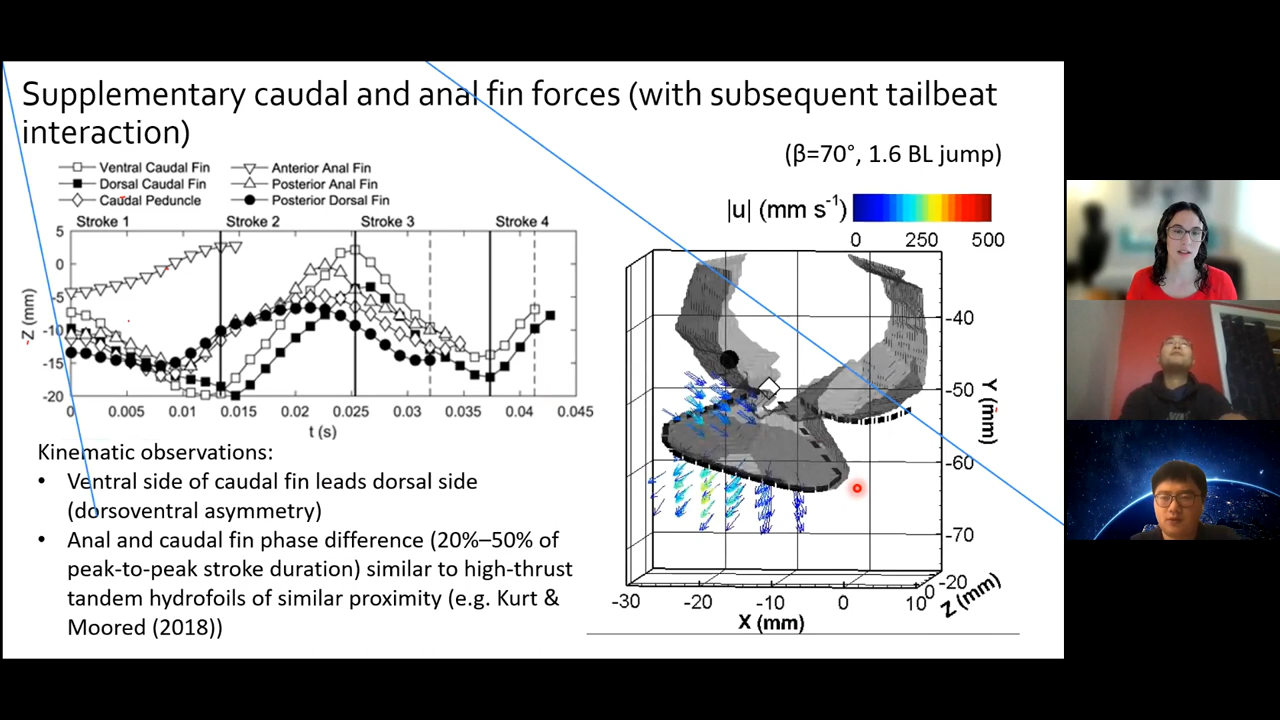 Supplementary caudal and anal fin forces (with subsequent tailbeat
interaction)
(β=70°, 1.6 BL jump)
Ventral Caudal Fin
Anterior Anal Fin
Dorsal Caudal Fin
Posterior Anal Fin
Caudal Peduncle
Posterior Dorsal Fin
Stroke 1 Stroke 2 Stroke 3 Stroke 4
5
0
-5
-10
-15
-20
-Z (mm)
0 0.005 0.01 0.015 0.02 0.025 0.03 0.035 0.04 0.045
t (s)
|u| (mm s-1)
0 250 500
-40
-50
-60
-70
Y (mm)
-30 -20 -10 0 10
X (mm)
0 -20
Z (mm)
Kinematic observations:
• Ventral side of caudal fin leads dorsal side
(dorsoventral asymmetry)
• Anal and caudal fin phase difference (20%–50% of
peak-to-peak stroke duration) similar to high-thrust
tandem hydrofoils of similar proximity (e.g. Kurt &
Moored (2018))